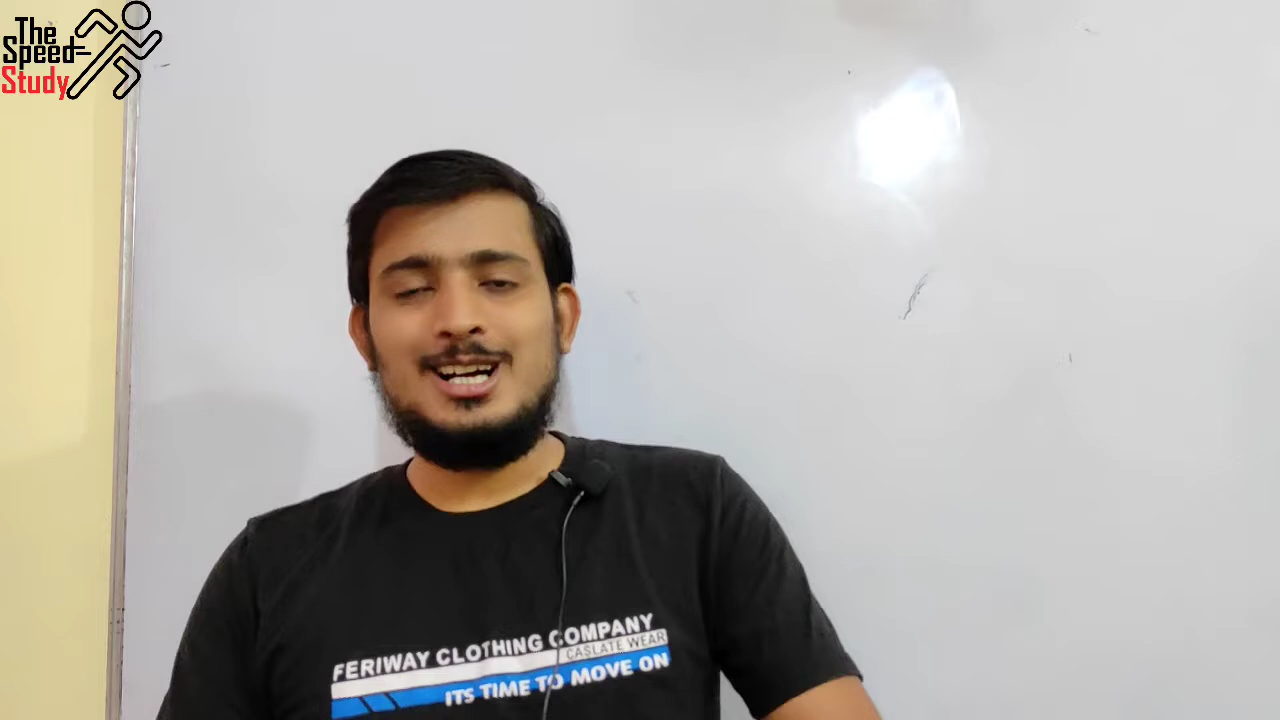 The
Speed
Study
FERIWAY CLOTHING COMPANY
CASLATE WEAR
ITS TIME TO MOVE ON